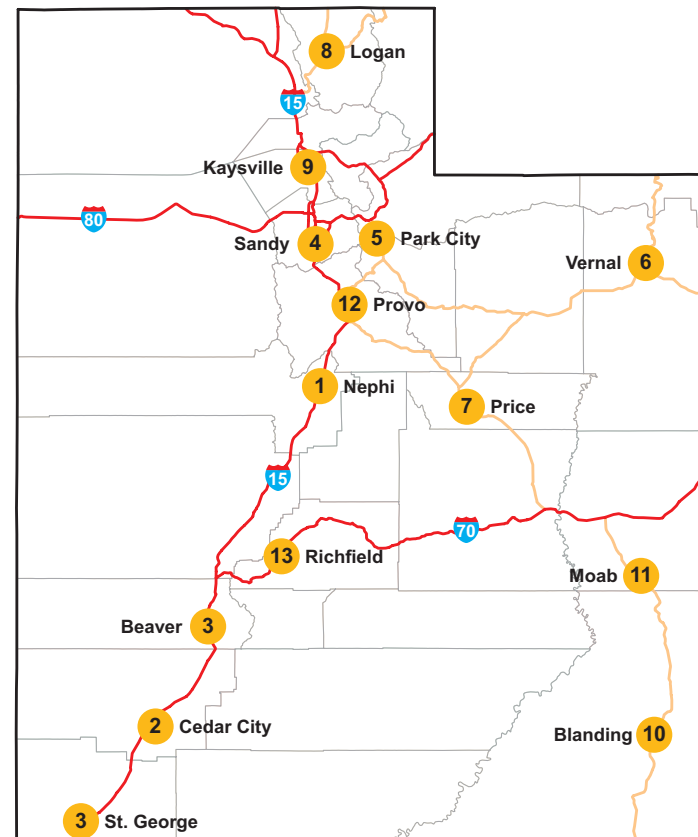 8 Logan
15
Kaysville 9
80
Sandy 4
5 Park City
Vernal 6
12 Provo
1 Nephi
7 Price
15
70
13 Richfield
Moab 11
Beaver 3
2 Cedar City
Blanding 10
3 St. George